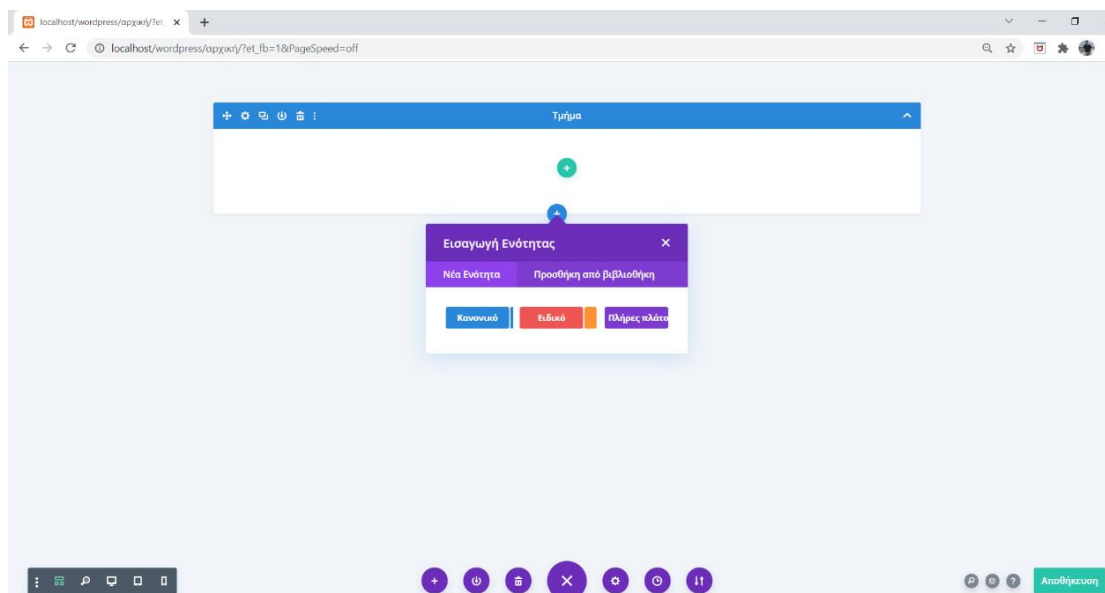 localhost/wordpress/αρχική/?et_
localhost/wordpress/αρχική/?et_fb=1&PageSpeed=off
Τμήμα
Εισαγωγή Ενότητας
Νέα Ενότητα Προσθήκη από βιβλιοθήκη
Κανονικό Ειδικό Πλήρες πλάτο
Αποθήκευση